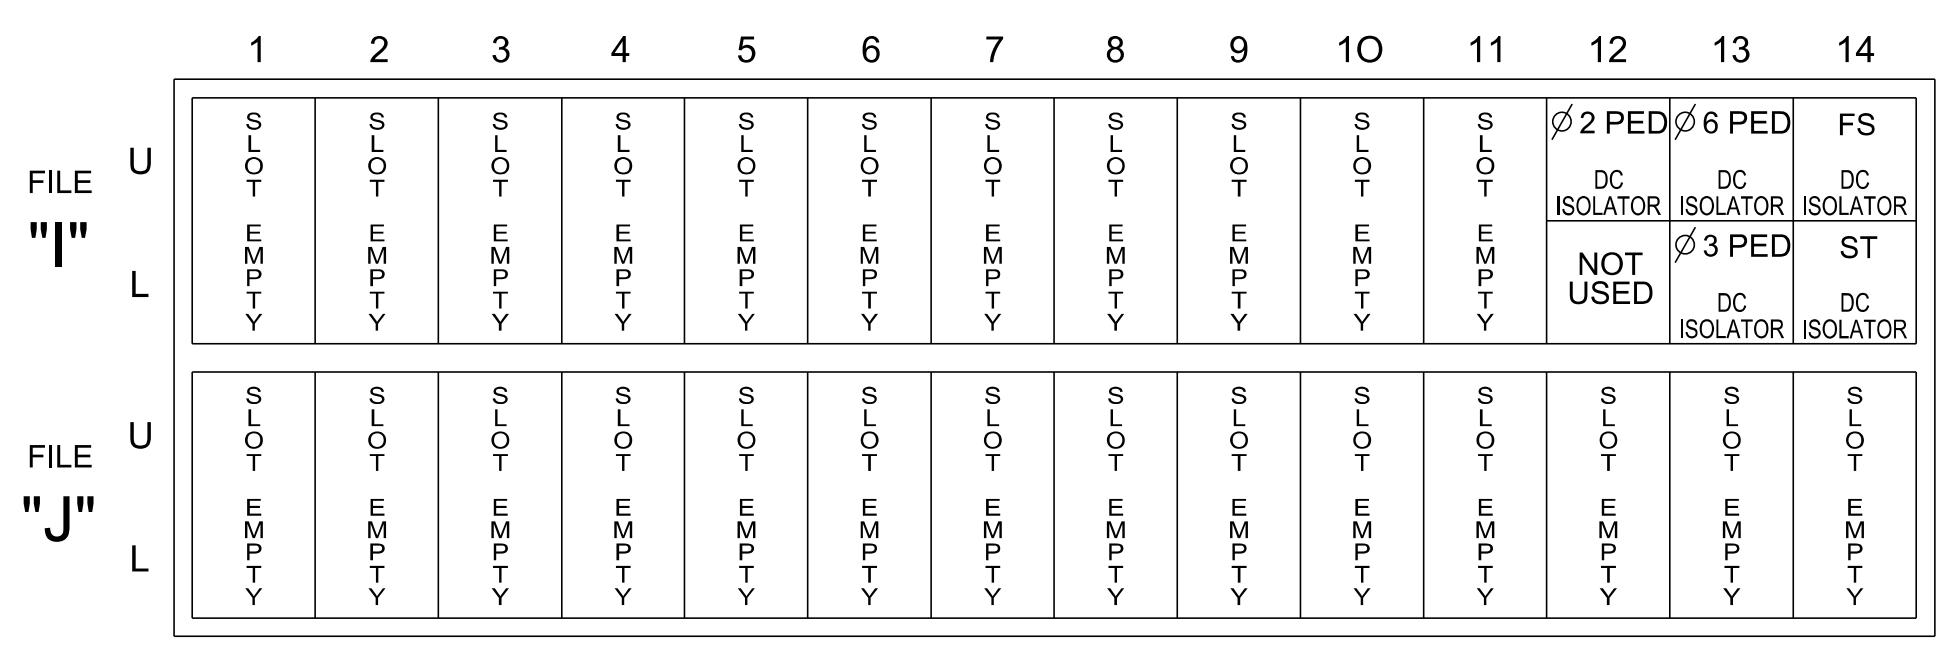 1 2 3 4 5 6 7 8 9 10 11 12 13 14
FILE "I"
U
L
SLOT EMPTY SLOT EMPTY SLOT EMPTY SLOT EMPTY SLOT EMPTY SLOT EMPTY SLOT EMPTY SLOT EMPTY SLOT EMPTY SLOT EMPTY SLOT EMPTY
∅ 2 PED
DC
ISOLATOR
NOT
USED
∅ 6 PED
DC
ISOLATOR
∅ 3 PED
DC
ISOLATOR
FS
DC
ISOLATOR
ST
DC
ISOLATOR
FILE "J"
U
L
SLOT EMPTY SLOT EMPTY SLOT EMPTY SLOT EMPTY SLOT EMPTY SLOT EMPTY SLOT EMPTY SLOT EMPTY SLOT EMPTY SLOT EMPTY SLOT EMPTY SLOT EMPTY SLOT EMPTY SLOT EMPTY